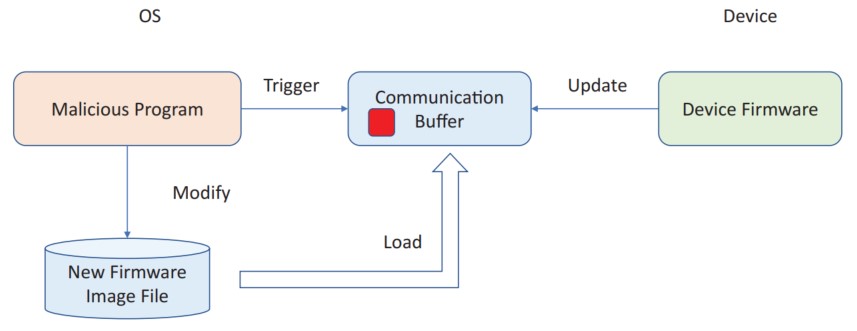 OS
Device
Malicious Program
Trigger
Communication
Buffer
Update
Device Firmware
Modify
New Firmware
Image File
Load